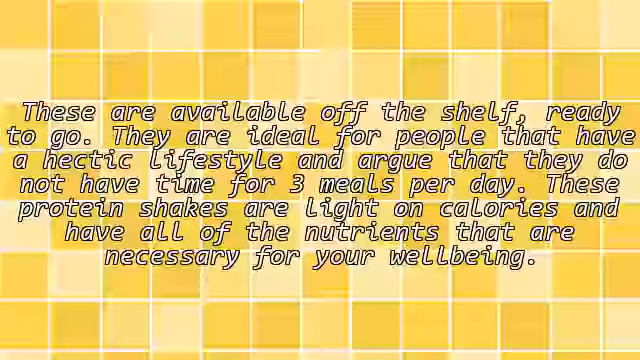 These are available off the shelf, ready
to go. They are ideal for people that have
a hectic lifestyle and argue that they do
not have time for 3 meals per day. These
protein shakes are light on calories and
have all of the nutrients that are
necessary for your wellbeing.